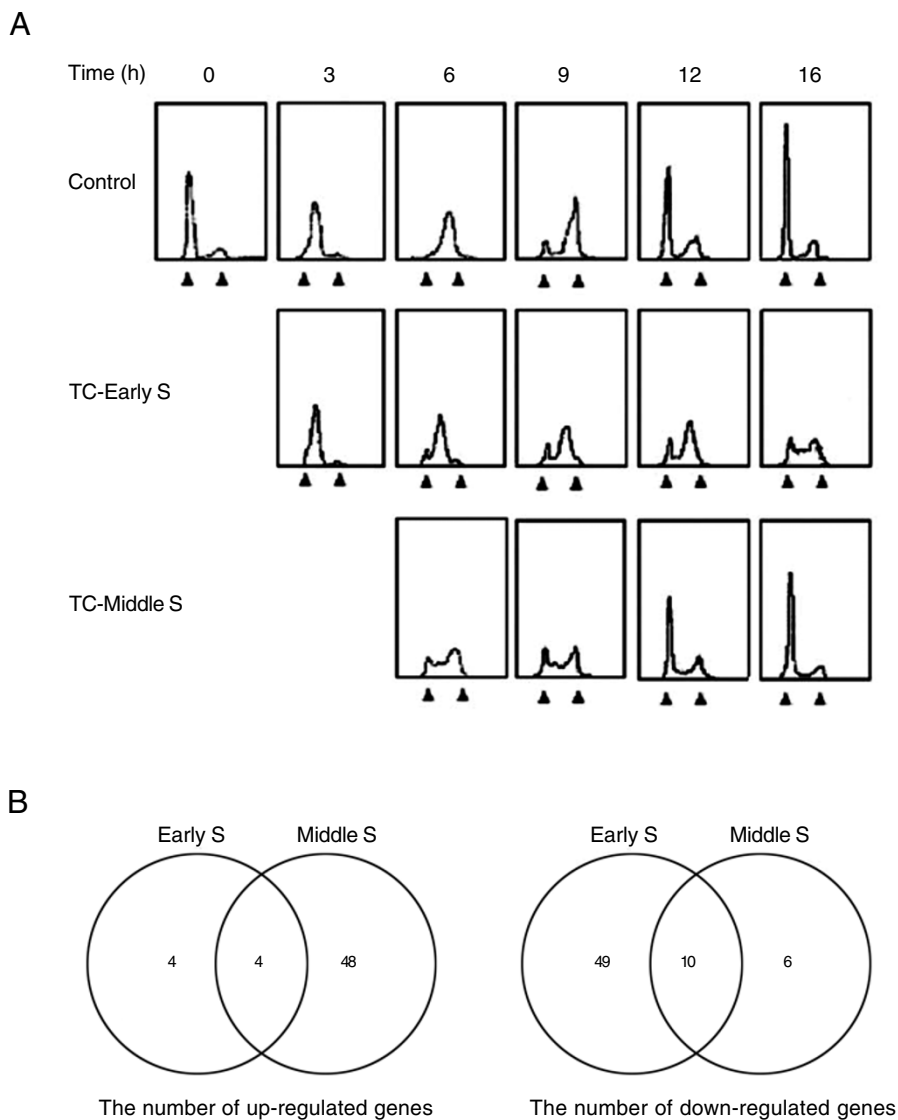 A
Time (h) 0 3 6 9 12 16
Control
TC-Early S
TC-Middle S
B
Early S Middle S Early S Middle S
4 4 48 49 10 6
The number of up-regulated genes The number of down-regulated genes